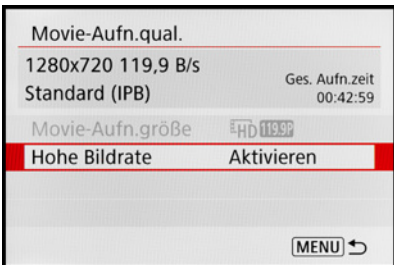 Movie-Aufn.qual.
1280x720 119,9 B/s
Standard (IPB)
Ges. Aufn.zeit
00:42:59
Movie-Aufn.größe HD 119.9P
Hohe Bildrate Aktivieren
MENU